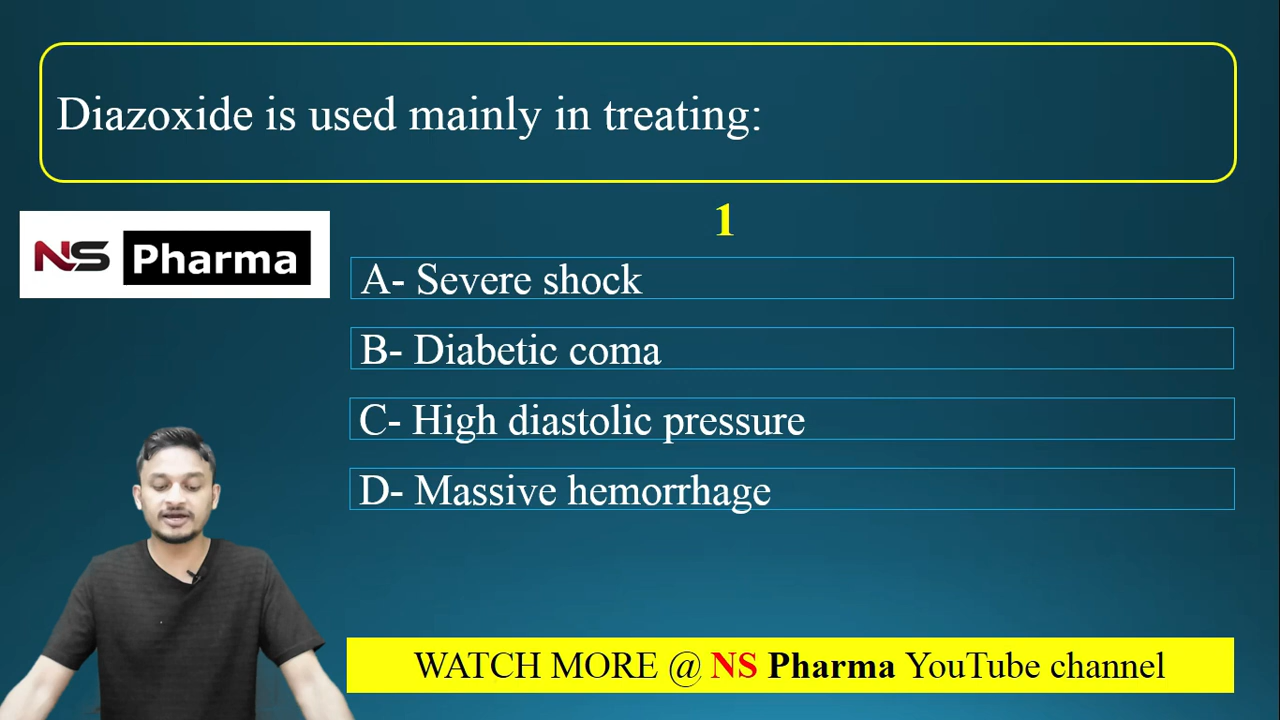 Diazoxide is used mainly in treating:
1
NS Pharma
A- Severe shock
B- Diabetic coma
C- High diastolic pressure
D- Massive hemorrhage
WATCH MORE @ NS Pharma YouTube channel